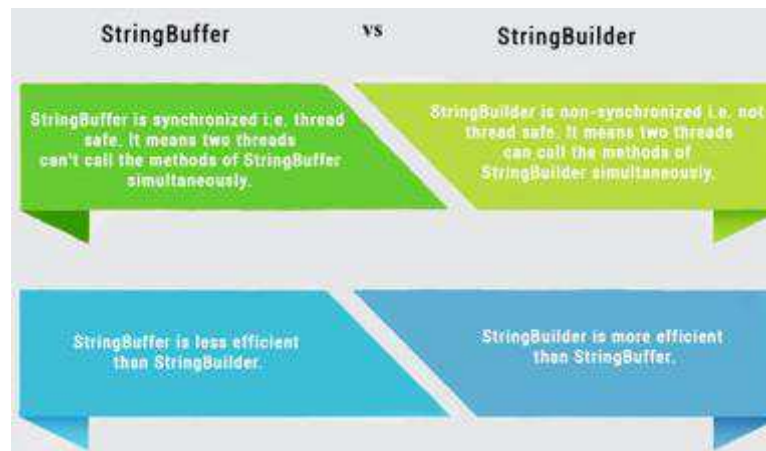 StringBuffer vs StringBuilder
StringBuffer is synchronized i.e. thread
safe. It means two threads
can't call the methods of StringBuffer
simultaneously.
StringBuilder is non-synchronized i.e. not
thread safe. It means two threads
can call the methods of
StringBuilder simultaneously.
StringBuffer is less efficient
than StringBuilder.
StringBuilder is more efficient
than StringBuffer.